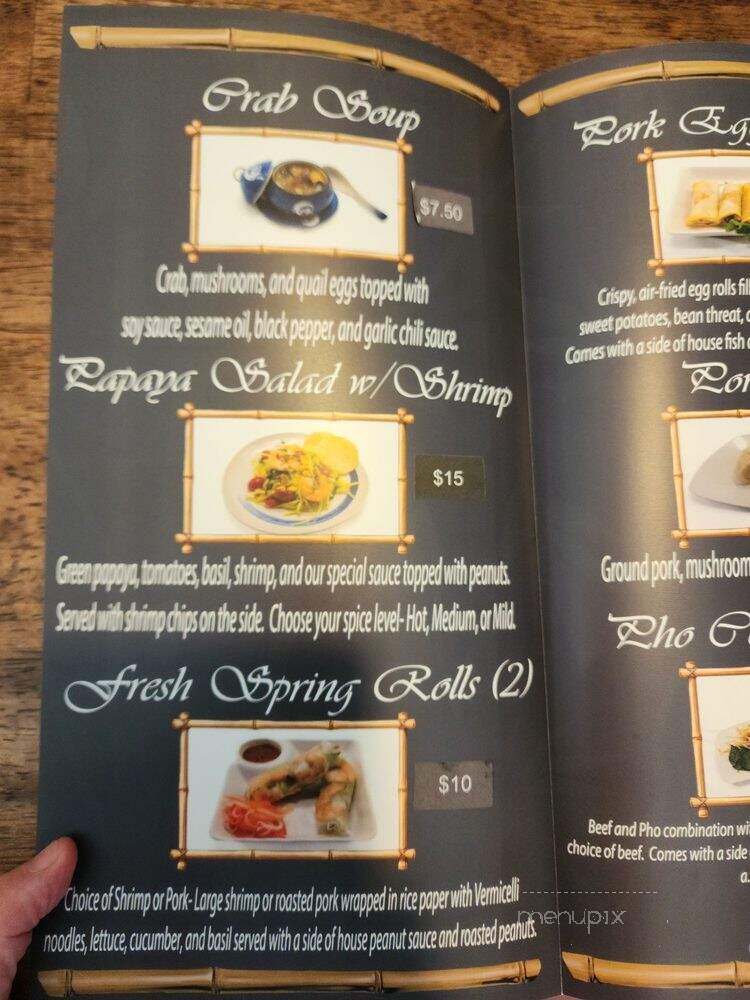 Crab Soup
$7.50
Crab, mushrooms, and quail eggs topped with
soy sauce, sesame oil, black pepper, and garlic chili sauce.
Papaya Salad w/Shrimp
$15
Green papaya, tomatoes, basil, shrimp, and our special sauce topped with peanuts.
Served with shrimp chips on the side. Choose your spice level- Hot, Medium, or Mild.
Fresh Spring Rolls (2)
$10
Choice of Shrimp or Pork- Large shrimp or roasted pork wrapped in rice paper with Vermicelli
noodles, lettuce, cucumber, and basil served with a side of house peanut sauce and roasted peanuts.
Pork
Crispy, air-fried egg rolls
sweet potatoes, bean threat,
Comes with a side of house fish
Ground pork, mushroom
Pho
Beef and Pho combination
choice of beef. Comes with a side
a.
menupix